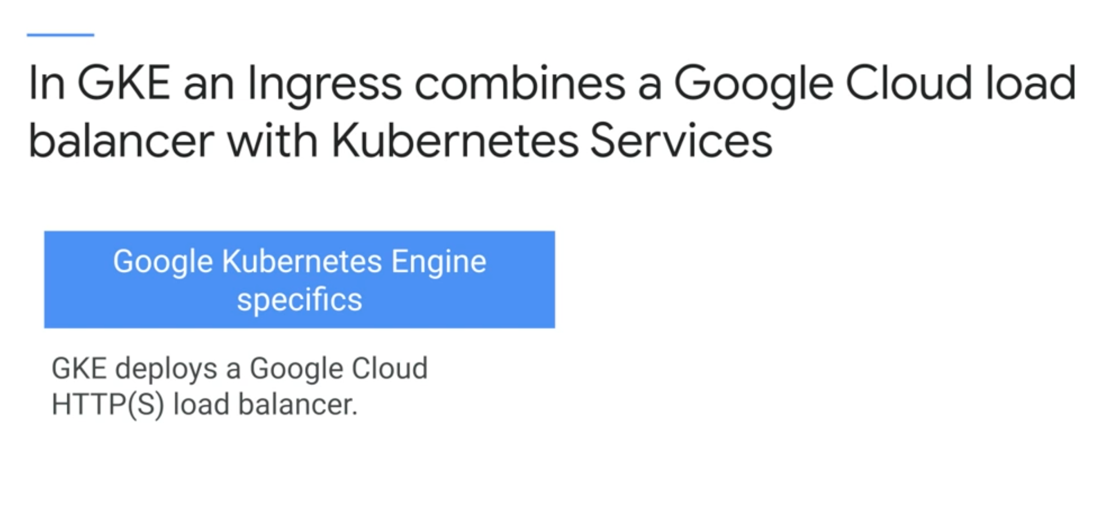 In GKE an Ingress combines a Google Cloud load
balancer with Kubernetes Services
Google Kubernetes Engine
specifics
GKE deploys a Google Cloud
HTTP(S) load balancer.